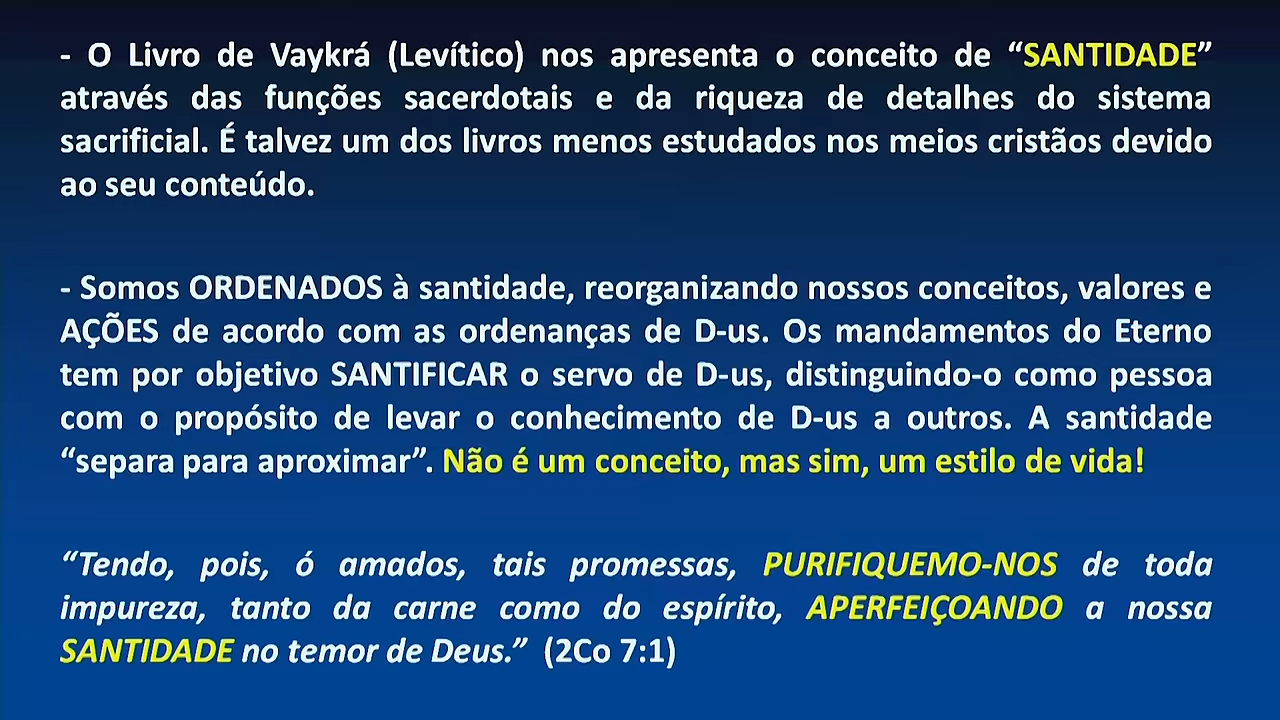 - O Livro de Vaykrá (Levítico) nos apresenta o conceito de “SANTIDADE”
através das funções sacerdotais e da riqueza de detalhes do sistema
sacrificial. É talvez um dos livros menos estudados nos meios cristãos devido
ao seu conteúdo.
- Somos ORDENADOS à santidade, reorganizando nossos conceitos, valores e
AÇÕES de acordo com as ordenanças de D-us. Os mandamentos do Eterno
tem por objetivo SANTIFICAR o servo de D-us, distinguindo-o como pessoa
com o propósito de levar o conhecimento de D-us a outros. A santidade
“separa para aproximar”. Não é um conceito, mas sim, um estilo de vida!
“Tendo, pois, ó amados, tais promessas, PURIFIQUEMO-NOS de toda
impureza, tanto da carne como do espírito, APERFEIÇOANDO a nossa
SANTIDADE no temor de Deus.” (2Co 7:1)